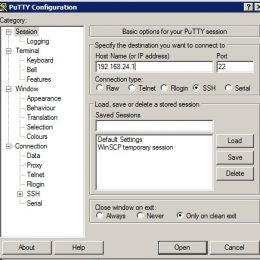 PuTTY Configuration
Category:
Session
Logging
Terminal
Keyboard
Bell
Features
Window
Appearance
Behaviour
Translation
Selection
Colours
Connection
Data
Proxy
Telnet
Rlogin
SSH
Serial
Basic options for your PuTTY session
Specify the destination you want to connect to
Host Name (or IP address) Port
192.168.24.1 22
Connection type:
Raw Telnet Rlogin SSH Serial
Load, save or delete a stored session
Saved Sessions
Default Settings
WinSCP temporary session
Load
Save
Delete
Close window on exit:
Always Never Only on clean exit
About Help Open Cancel